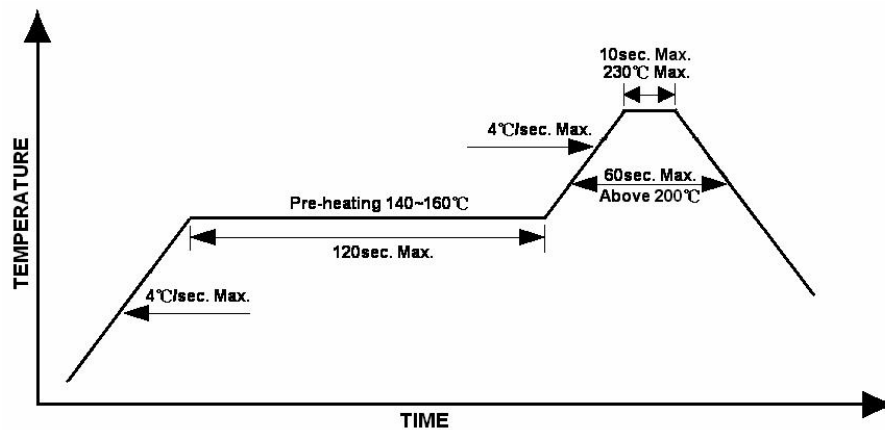 10sec. Max.
230℃ Max.
4℃/sec. Max.
60sec. Max.
Above 200℃
Pre-heating 140~160℃
120sec. Max.
4℃/sec. Max.
TEMPERATURE
TIME